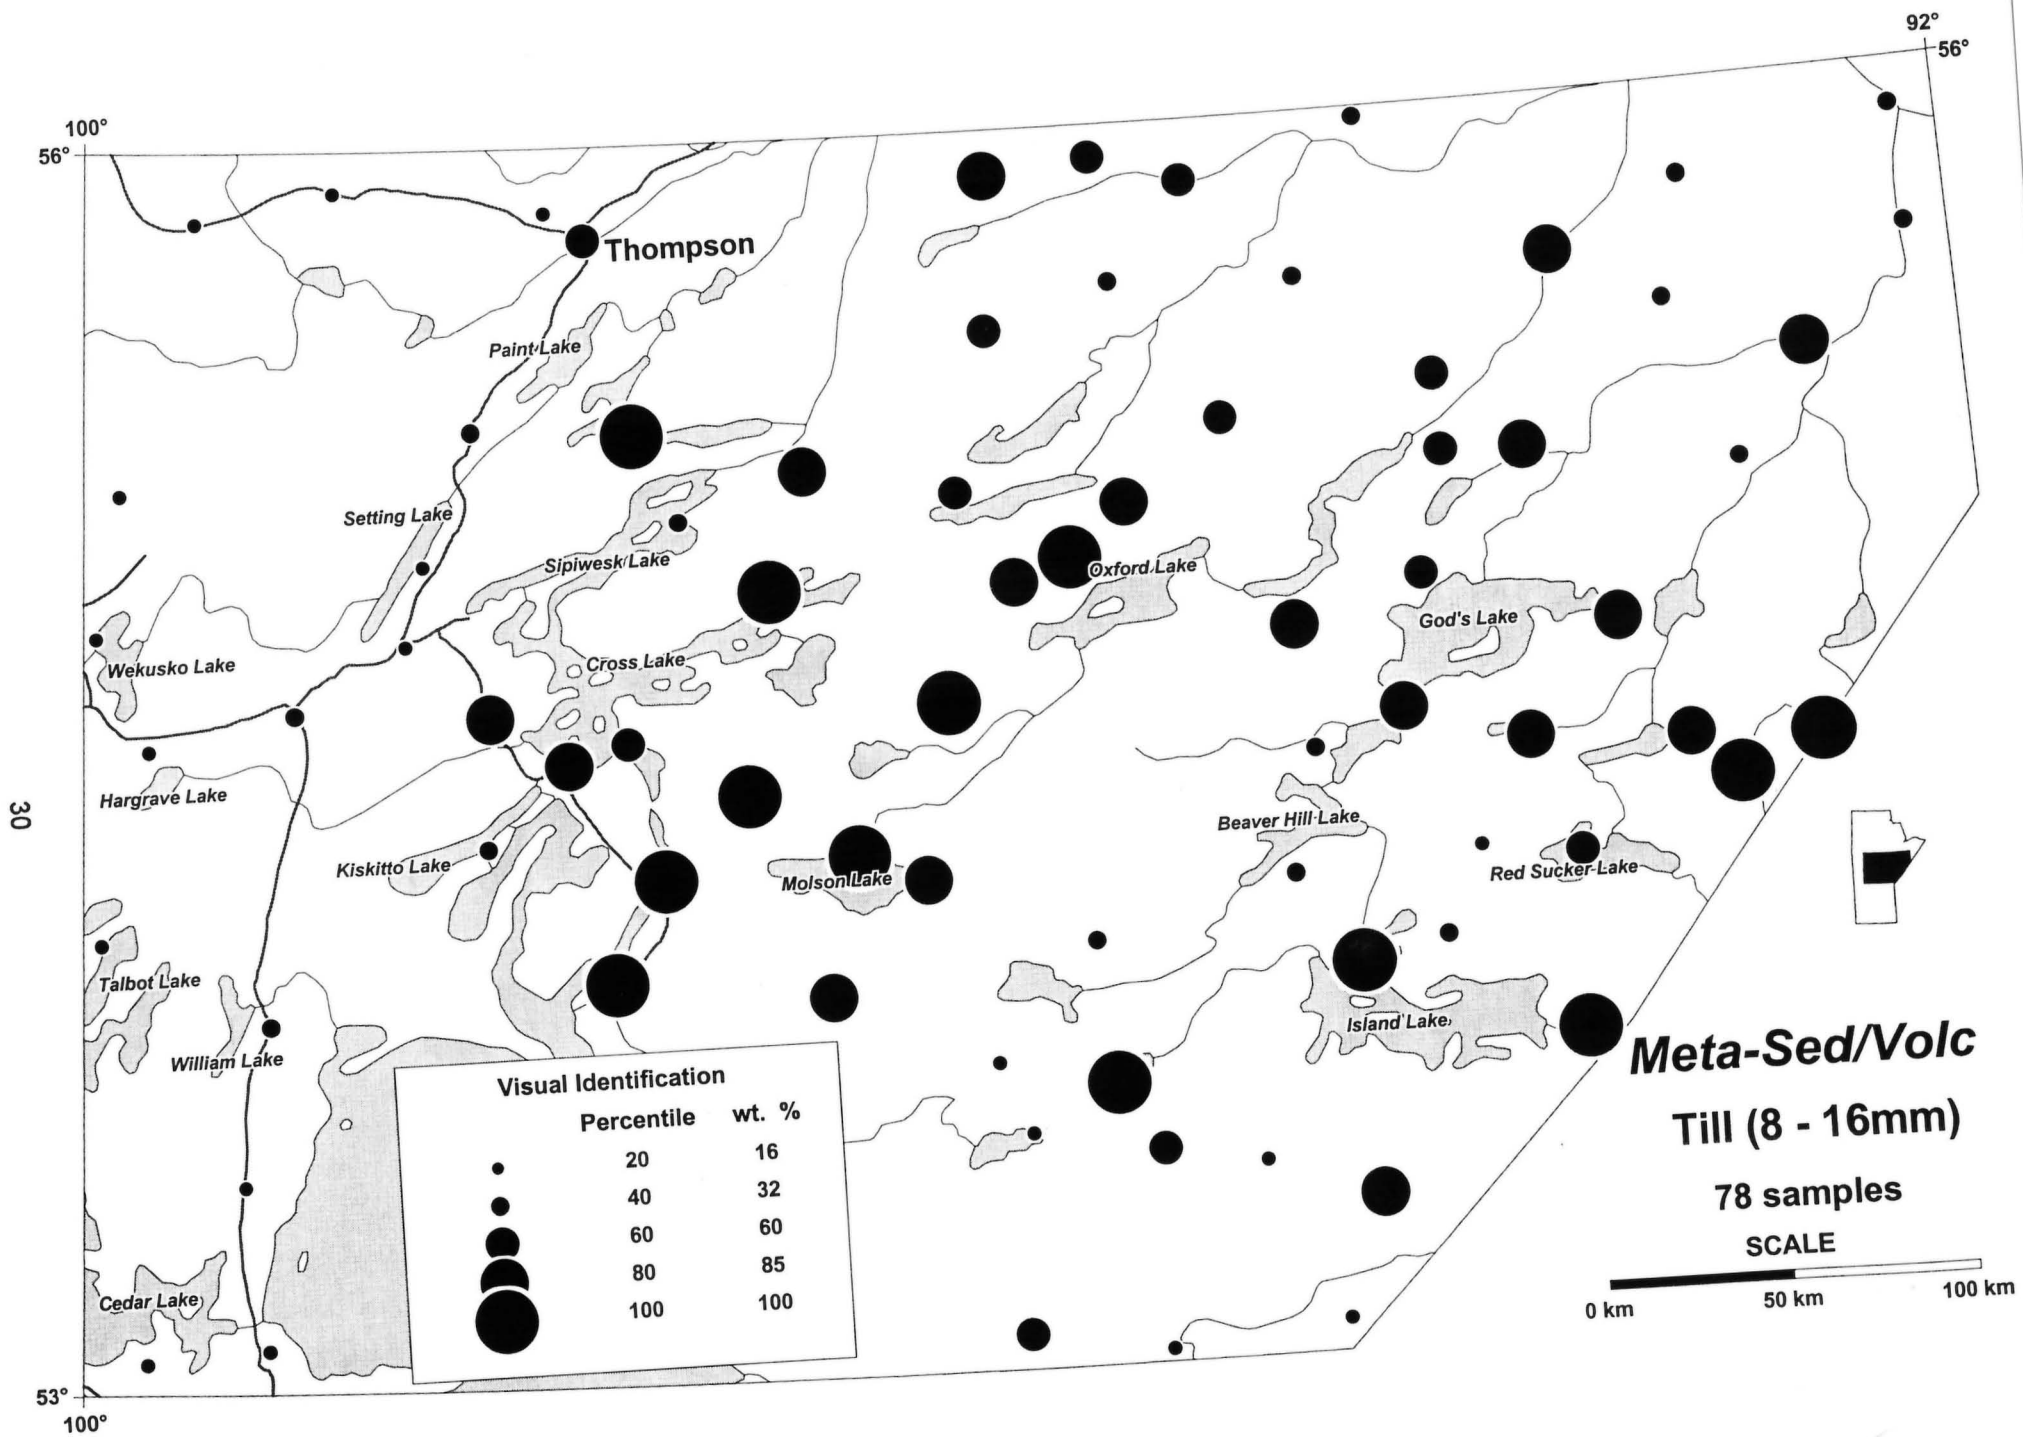 92°
56°
100°
56°
Thompson
Paint Lake
Setting Lake
Sipiwesk Lake
Oxford Lake
God's Lake
Cross Lake
Wekusko Lake
Hargrave Lake
30
Beaver Hill Lake
Kiskitto Lake
Molson Lake
Red Sucker Lake
Talbot Lake
Island Lake
William Lake
Meta-Sed/Volc
Till (8 - 16mm)
78 samples
SCALE
0 km 50 km 100 km
Visual Identification
Percentile wt. %
20 16
40 32
60 60
80 85
100 100
Cedar Lake
53°
100°